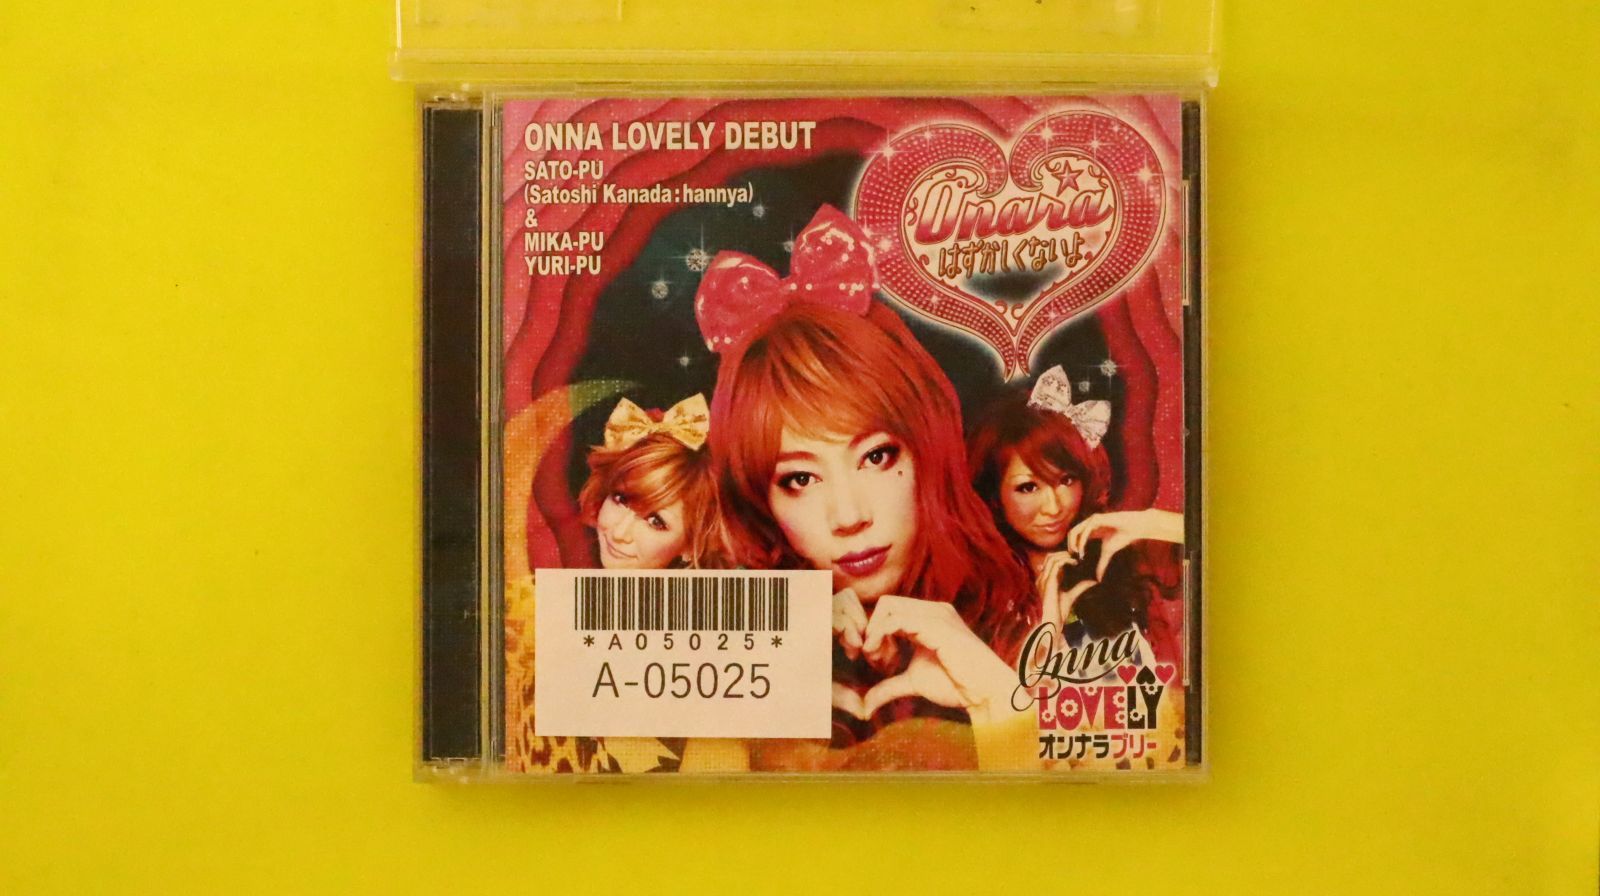 ONNA LOVELY DEBUT
SATO-PU
(Satoshi Kanada:hannya)
&
MIKA-PU
YURI-PU
Onara
はずかしくないよ
*A05025*
A-05025
Onna
LOVELY
オンナラブリー